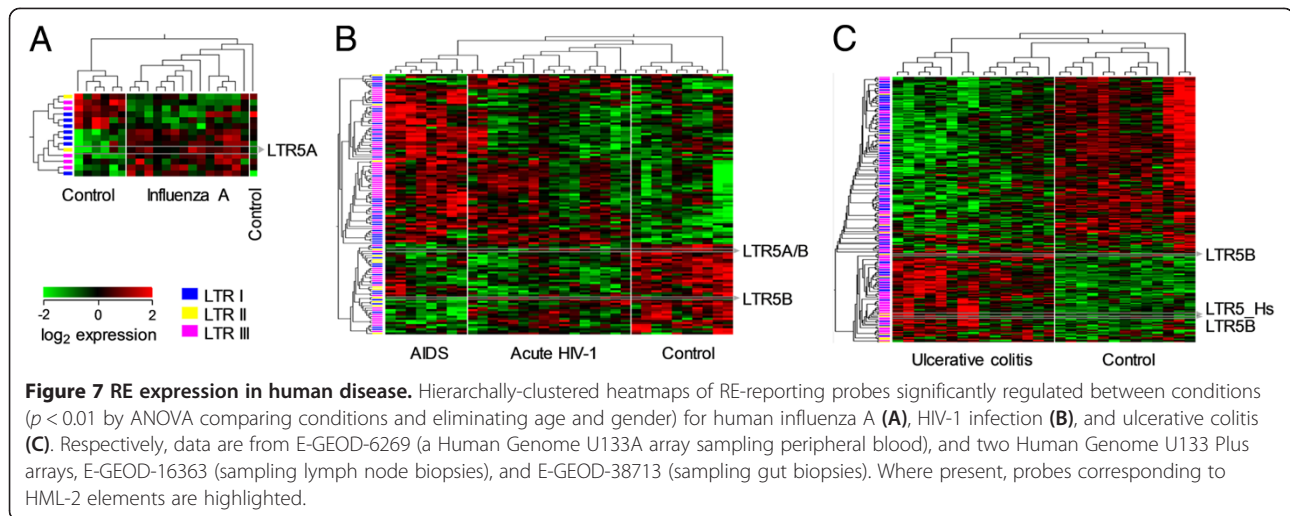 A
B
C
LTR5A
Control Influenza A Control
-2 0 2
log2 expression
LTR I
LTR II
LTR III
LTR5A/B
LTR5B
AIDS Acute HIV-1 Control
LTR5B
LTR5_Hs
LTR5B
Ulcerative colitis Control
Figure 7 RE expression in human disease. Hierarchally-clustered heatmaps of RE-reporting probes significantly regulated between conditions
(p < 0.01 by ANOVA comparing conditions and eliminating age and gender) for human influenza A (A), HIV-1 infection (B), and ulcerative colitis
(C). Respectively, data are from E-GEOD-6269 (a Human Genome U133A array sampling peripheral blood), and two Human Genome U133 Plus
arrays, E-GEOD-16363 (sampling lymph node biopsies), and E-GEOD-38713 (sampling gut biopsies). Where present, probes corresponding to
HML-2 elements are highlighted.